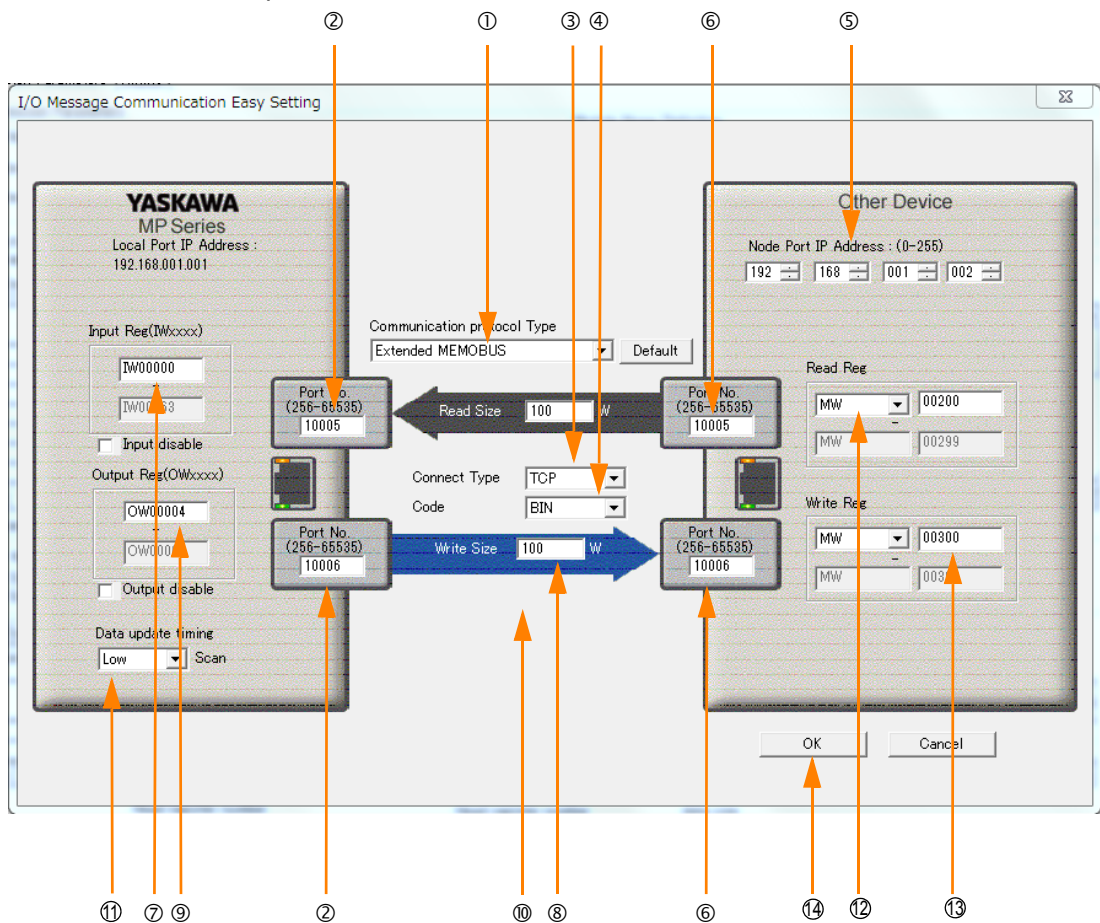 ② ① ③ ④ ⑥ ⑤
I/O Message Communication Easy Setting
YASKAWA
MP Series
Local Port IP Address :
192.168.001.001
Other Device
Node Port IP Address : (0-255)
192 168 001 002
Input Reg(IWxxxx)
IW00000
-
Communication protocol Type
Extended MEMOBUS Default
Port No.
(256-65535)
10005
Read Size 100 W
Port No.
(256-65535)
10005
Read Reg
MW 00200
-
MW 00299
Input disable
Output Reg(OWxxxx)
OW00004
-
Connect Type TCP
Code BIN
Port No.
(256-65535)
10006
Write Size 100 W
Port No.
(256-65535)
10006
Write Reg
MW 00300
-
MW
Output disable
Data update timing
Low Scan
OK Cancel
⑪ ⑦ ⑨ ② ⑩ ⑧ ⑥ ⑭ ⑫ ⑬